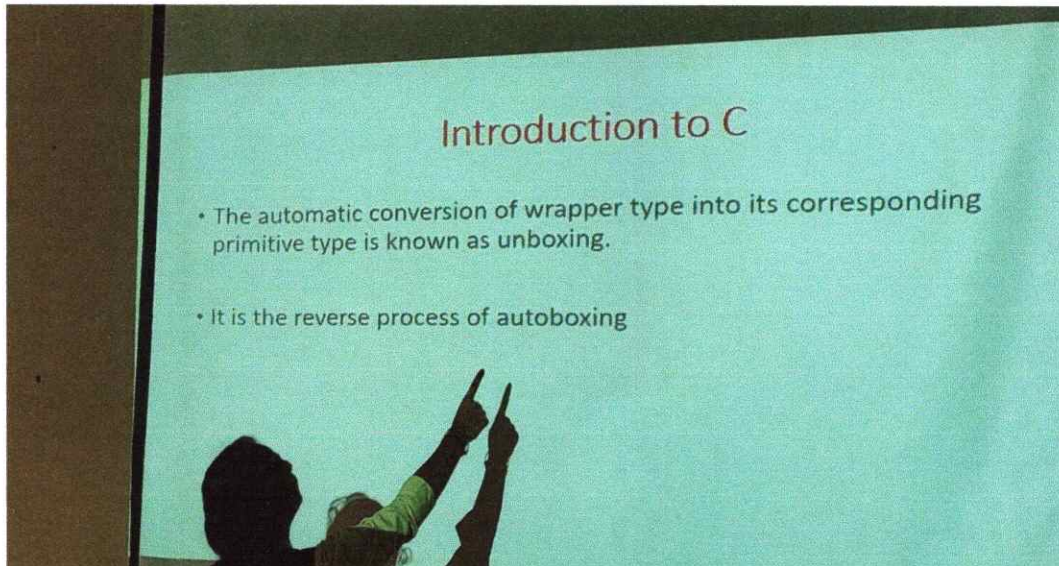 Introduction to C
• The automatic conversion of wrapper type into its corresponding
primitive type is known as unboxing.
• It is the reverse process of autoboxing